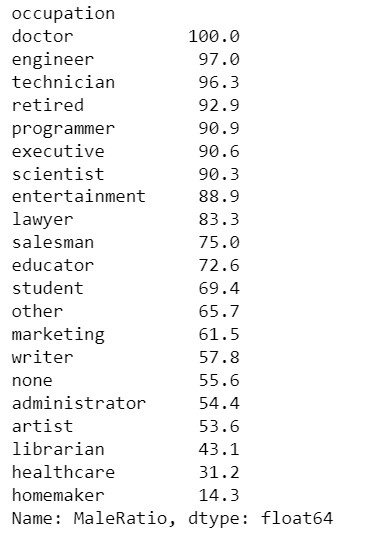 occupation
doctor 100.0
engineer 97.0
technician 96.3
retired 92.9
programmer 90.9
executive 90.6
scientist 90.3
entertainment 88.9
lawyer 83.3
salesman 75.0
educator 72.6
student 69.4
other 65.7
marketing 61.5
writer 57.8
none 55.6
administrator 54.4
artist 53.6
librarian 43.1
healthcare 31.2
homemaker 14.3
Name: MaleRatio, dtype: float64